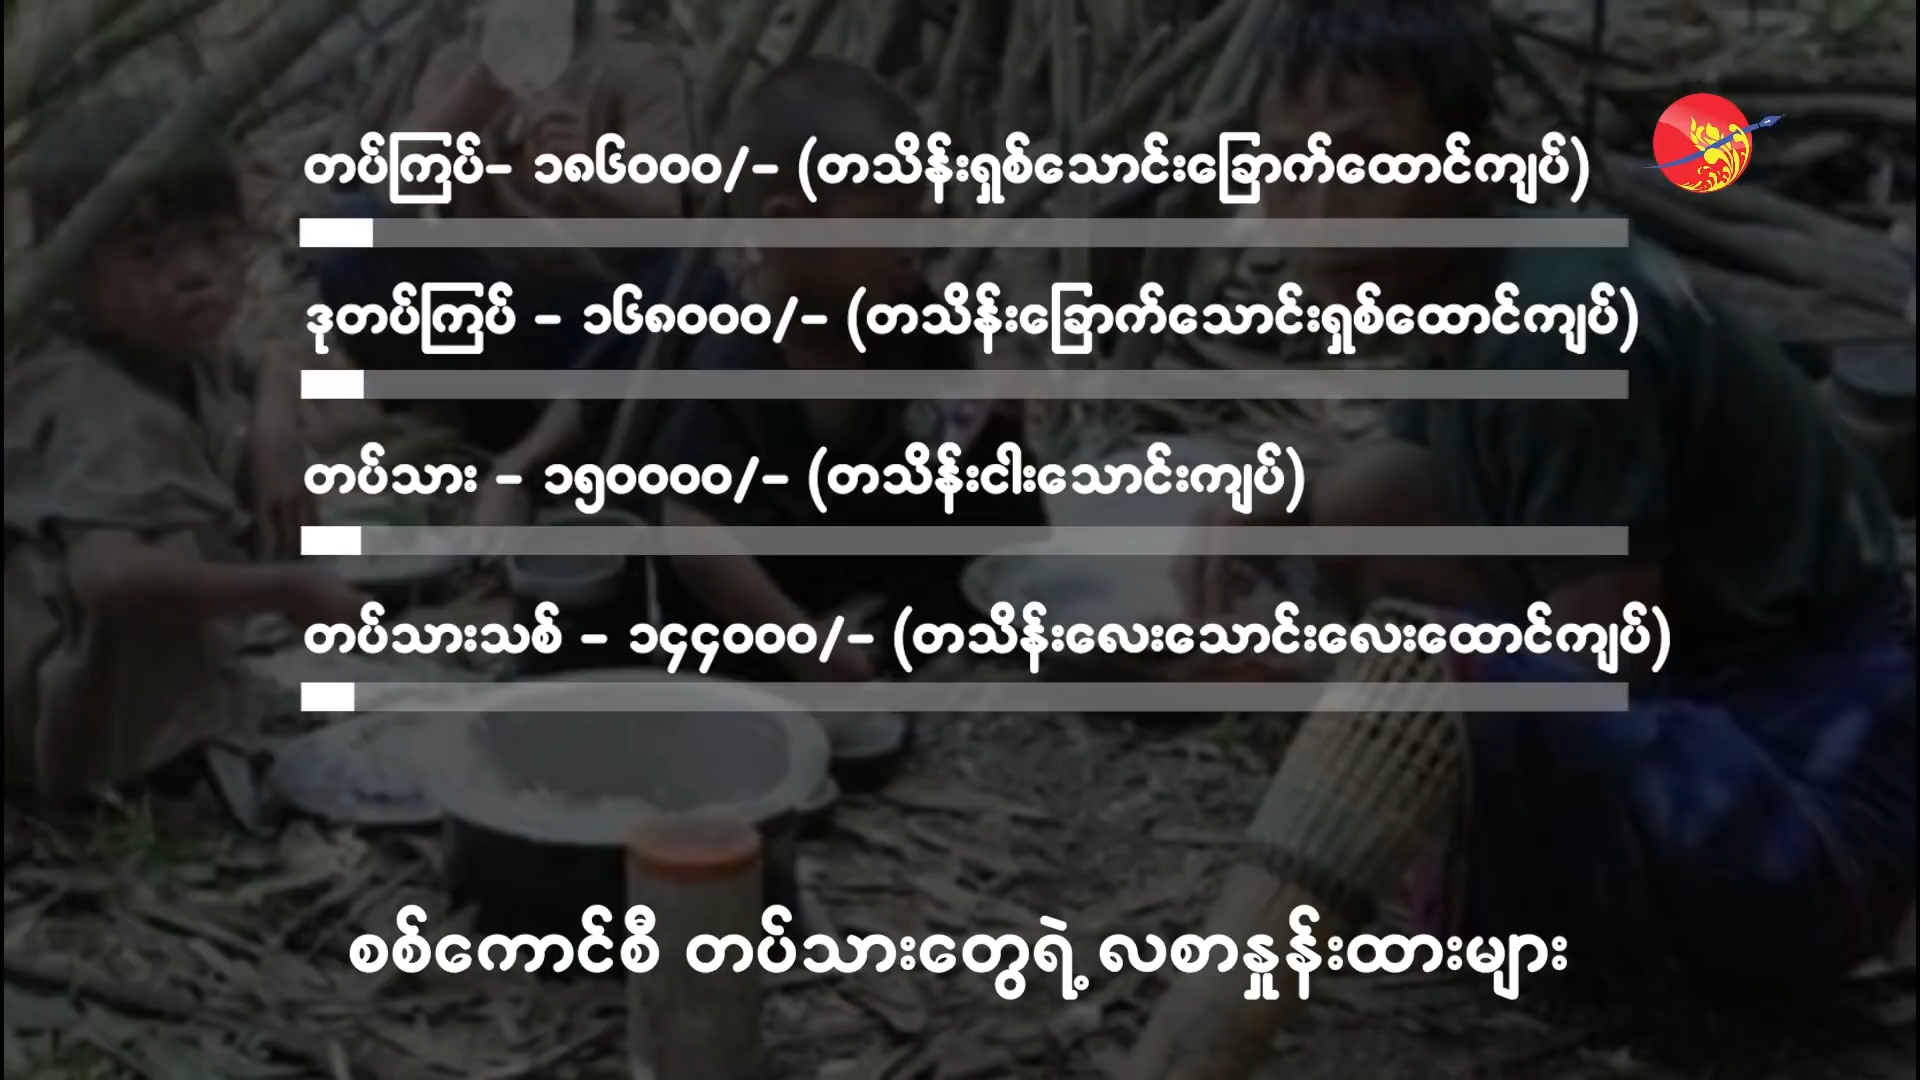 တပ်ကြပ်- ၁၈၆၀၀၀/- (တသိန်းရှစ်သောင်းခြောက်ထောင်ကျပ်)
ဒုတပ်ကြပ် - ၁၆၈၀၀၀/- (တသိန်းခြောက်သောင်းရှစ်ထောင်ကျပ်)
တပ်သား - ၁၅၀၀၀၀/- (တသိန်းငါးသောင်းကျပ်)
တပ်သားသစ် - ၁၄၄၀၀၀/- (တသိန်းလေးသောင်းလေးထောင်ကျပ်)
စစ်ကောင်စီ တပ်သားတွေရဲ့ လစာနှုန်းထားများ